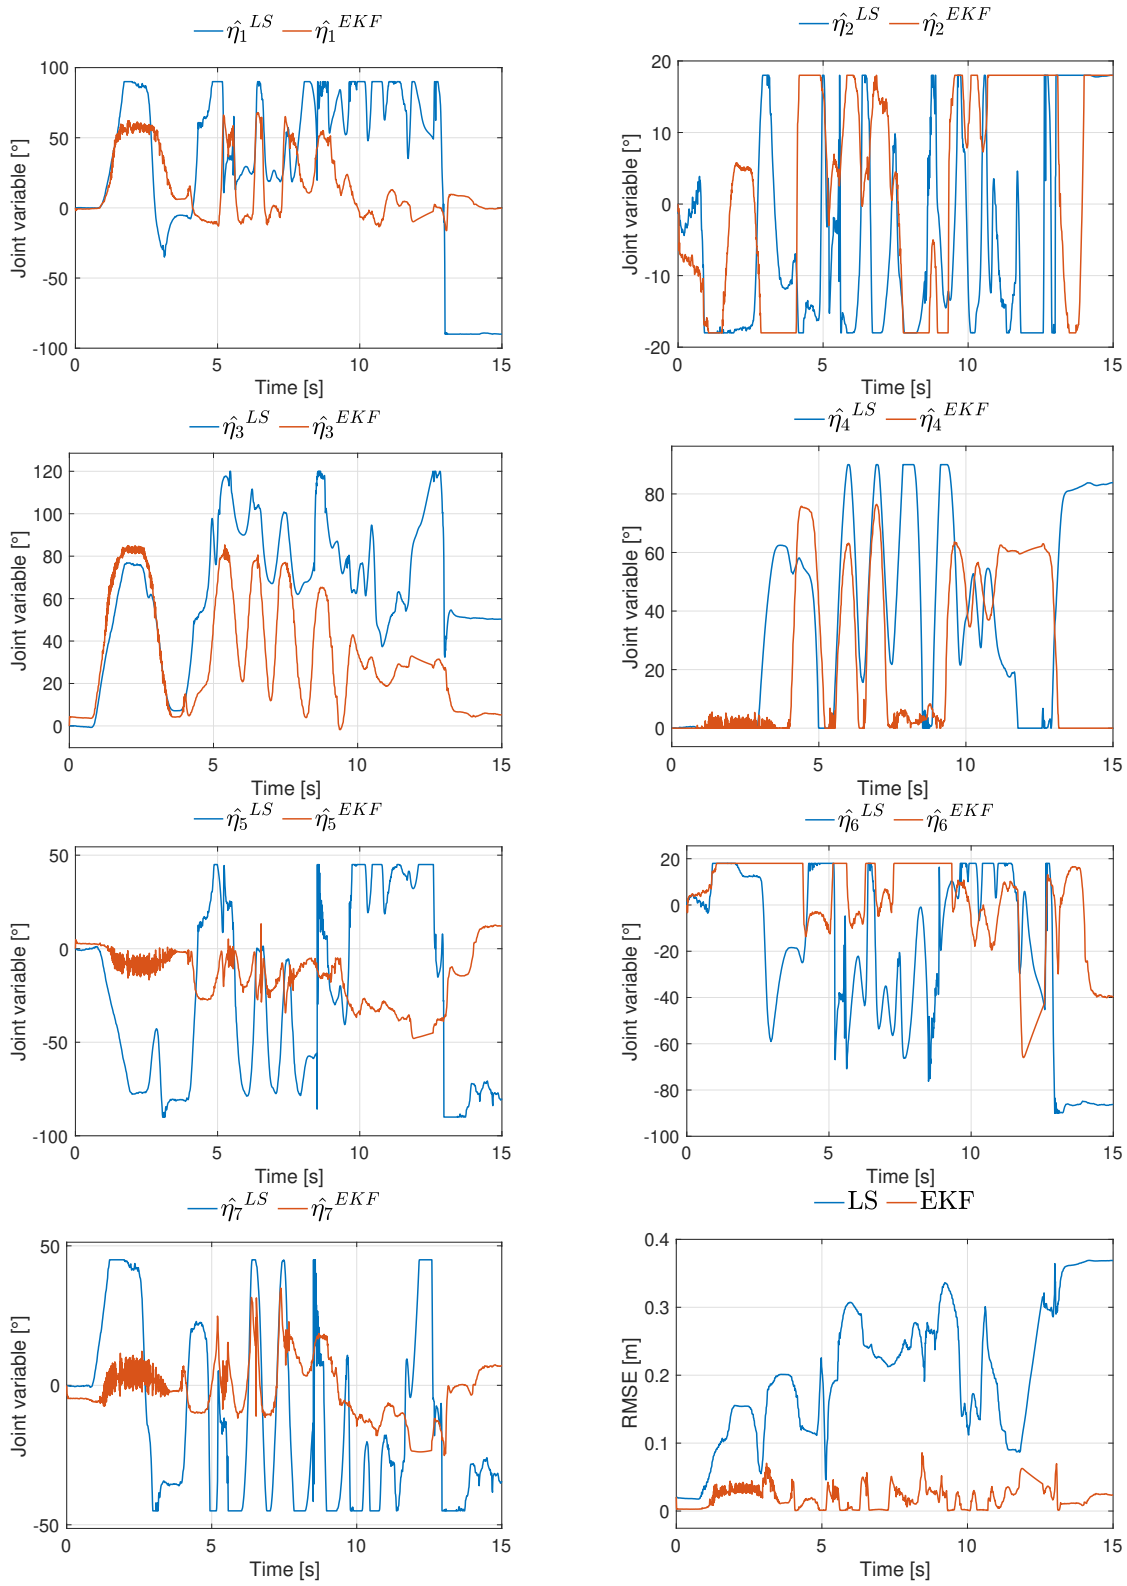 η̂₁^LS η̂₁^EKF
η̂₂^LS η̂₂^EKF
100
50
0
-50
-100
Joint variable [°]
0 5 10 15
Time [s]
20
10
0
-10
-20
Joint variable [°]
0 5 10 15
Time [s]
η̂₃^LS η̂₃^EKF
η̂₄^LS η̂₄^EKF
120
100
80
60
40
20
0
Joint variable [°]
0 5 10 15
Time [s]
80
60
40
20
0
Joint variable [°]
0 5 10 15
Time [s]
η̂₅^LS η̂₅^EKF
η̂₆^LS η̂₆^EKF
50
0
-50
-100
Joint variable [°]
0 5 10 15
Time [s]
20
0
-20
-40
-60
-80
-100
Joint variable [°]
0 5 10 15
Time [s]
η̂₇^LS η̂₇^EKF
LS EKF
50
0
-50
Joint variable [°]
0 5 10 15
Time [s]
0.4
0.3
0.2
0.1
0
RMSE [m]
0 5 10 15
Time [s]